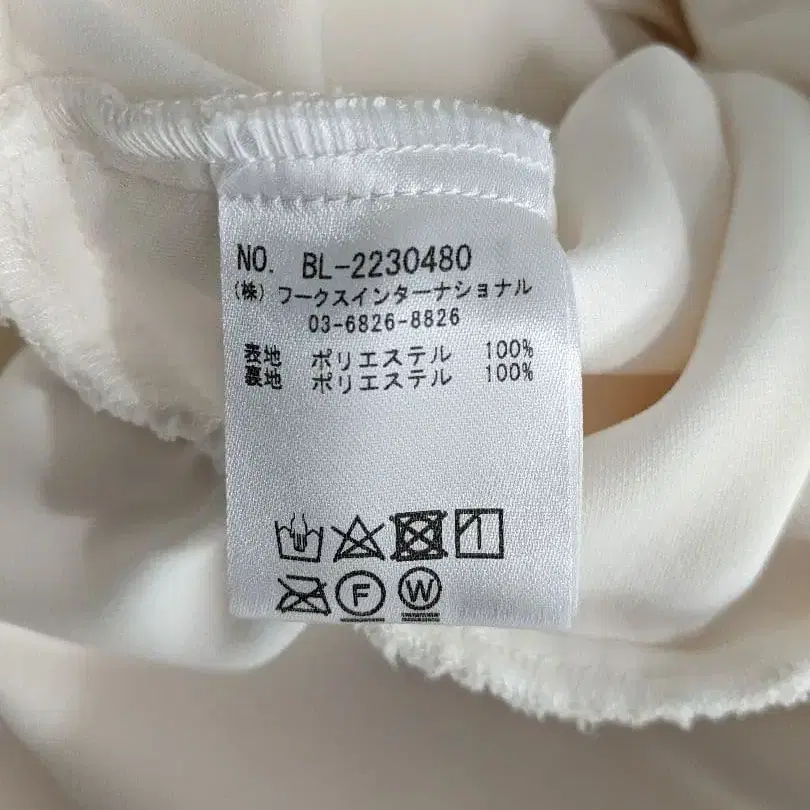 NO. BL-2230480
(株) フークスインターナショナル
03-6826-8826
表地 ポリエステル 100%
裏地 ポリエステル 100%
F W